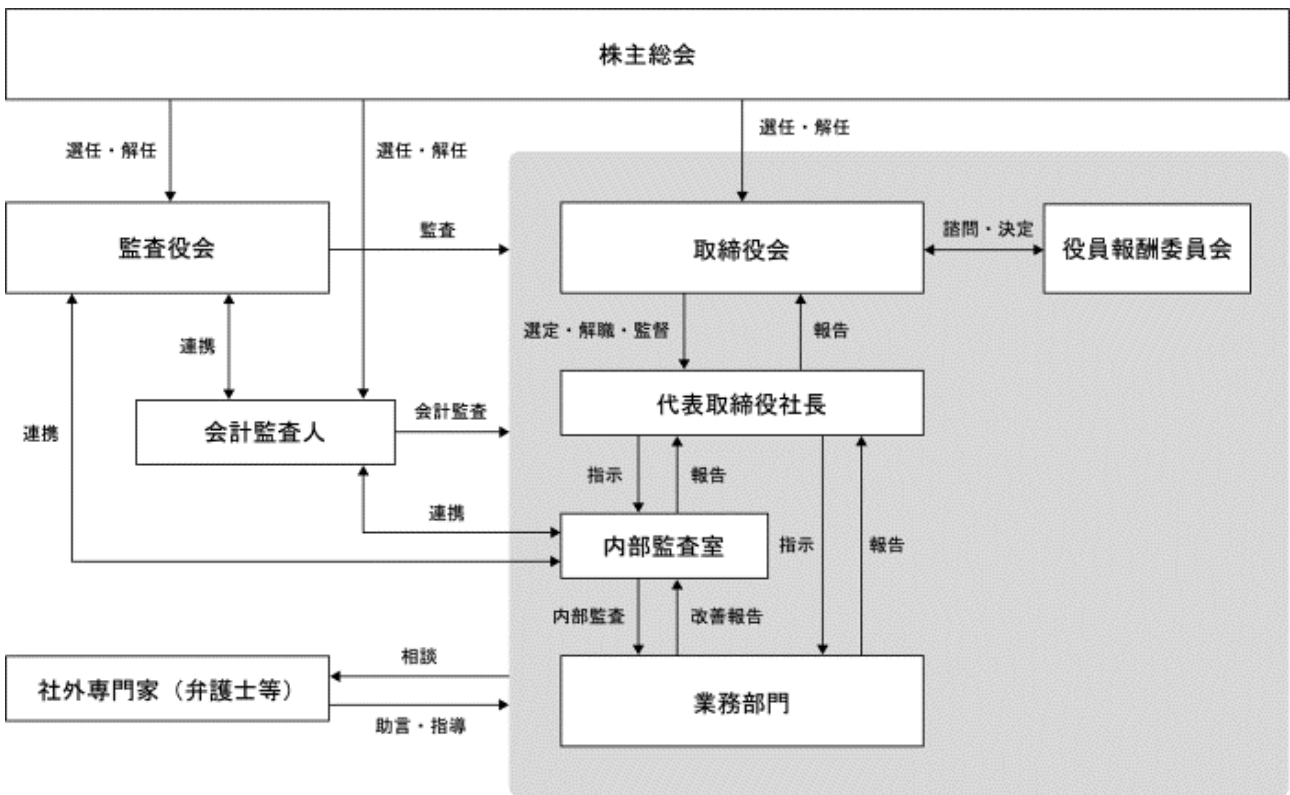 株主総会
選任・解任
選任・解任
選任・解任
監査役会
監査
取締役会
諮問・決定
役員報酬委員会
連携
選定・解職・監督
報告
代表取締役社長
会計監査人
会計監査
連携
指示
報告
連携
内部監査室
指示
報告
内部監査
改善報告
相談
社外専門家（弁護士等）
業務部門
助言・指導